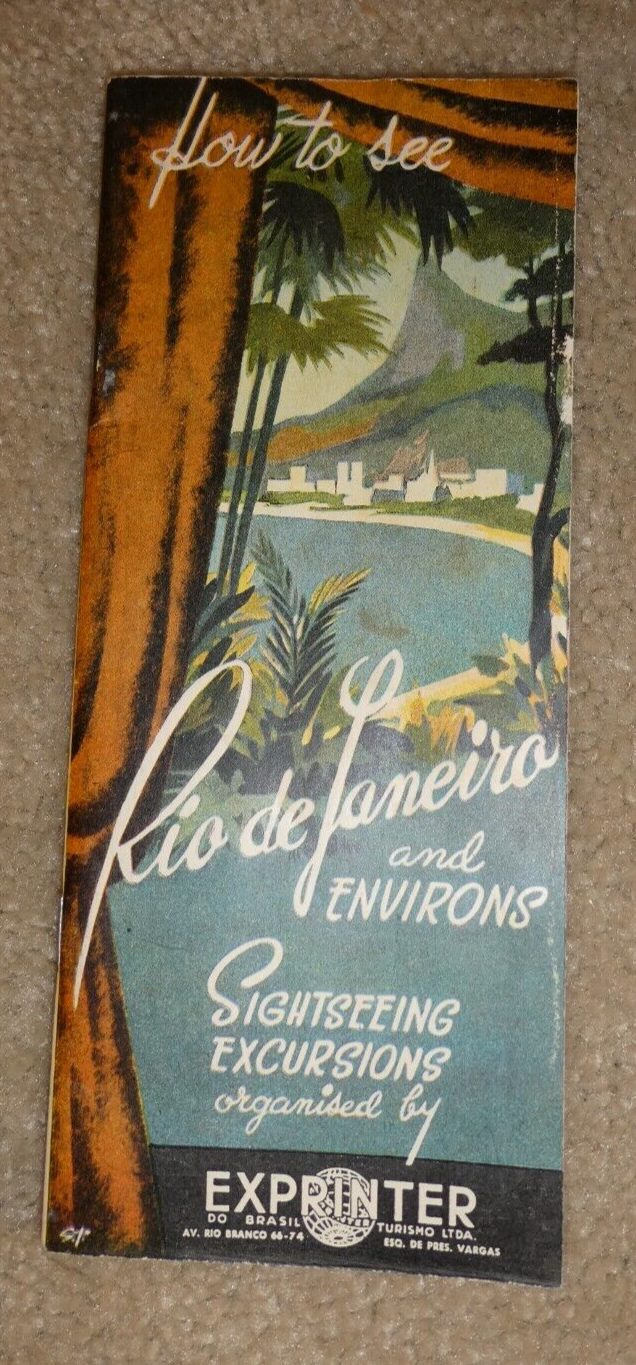 How to see
Rio de Janeiro
and
ENVIRONS
SIGHTSEEING
EXCURSIONS
organised by
EXPRINTER
DO BRASIL TURISMO LTDA.
AV. RIO BRANCO 66-74 ESQ. DE PRES. VARGAS